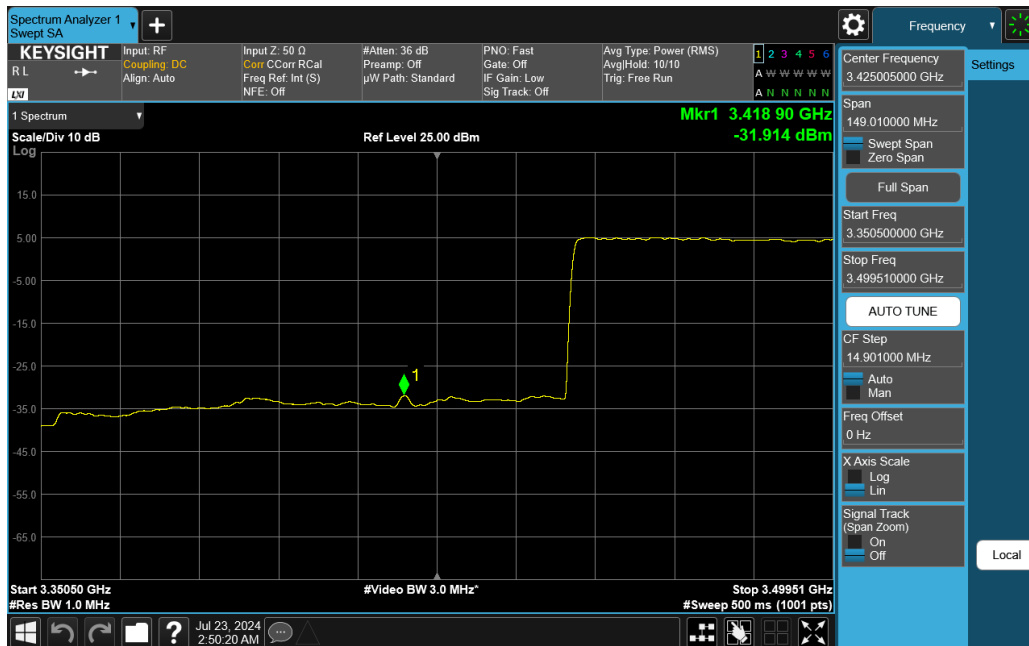 Spectrum Analyzer 1
Swept SA
Frequency
KEYSIGHT
R L
LXI
Input: RF
Coupling: DC
Align: Auto
Input Z: 50 Ω
Corr CCorr RCal
Freq Ref: Int (S)
NFE: Off
#Atten: 36 dB
Preamp: Off
µW Path: Standard
PNO: Fast
Gate: Off
IF Gain: Low
Sig Track: Off
Avg Type: Power (RMS)
Avg|Hold: 10/10
Trig: Free Run
1 2 3 4 5 6
A W W W W W
A N N N N N
1 Spectrum
Scale/Div 10 dB
Ref Level 25.00 dBm
Mkr1 3.418 90 GHz
-31.914 dBm
Log
15.0
5.00
-5.00
-15.0
-25.0
-35.0
-45.0
-55.0
-65.0
1
Start 3.35050 GHz
#Video BW 3.0 MHz*
Stop 3.49951 GHz
#Res BW 1.0 MHz
#Sweep 500 ms (1001 pts)
Jul 23, 2024
2:50:20 AM
Center Frequency
3.425005000 GHz
Span
149.010000 MHz
Swept Span
Zero Span
Full Span
Start Freq
3.350500000 GHz
Stop Freq
3.499510000 GHz
AUTO TUNE
CF Step
14.901000 MHz
Auto
Man
Freq Offset
0 Hz
X Axis Scale
Log
Lin
Signal Track
(Span Zoom)
On
Off
Settings
Local